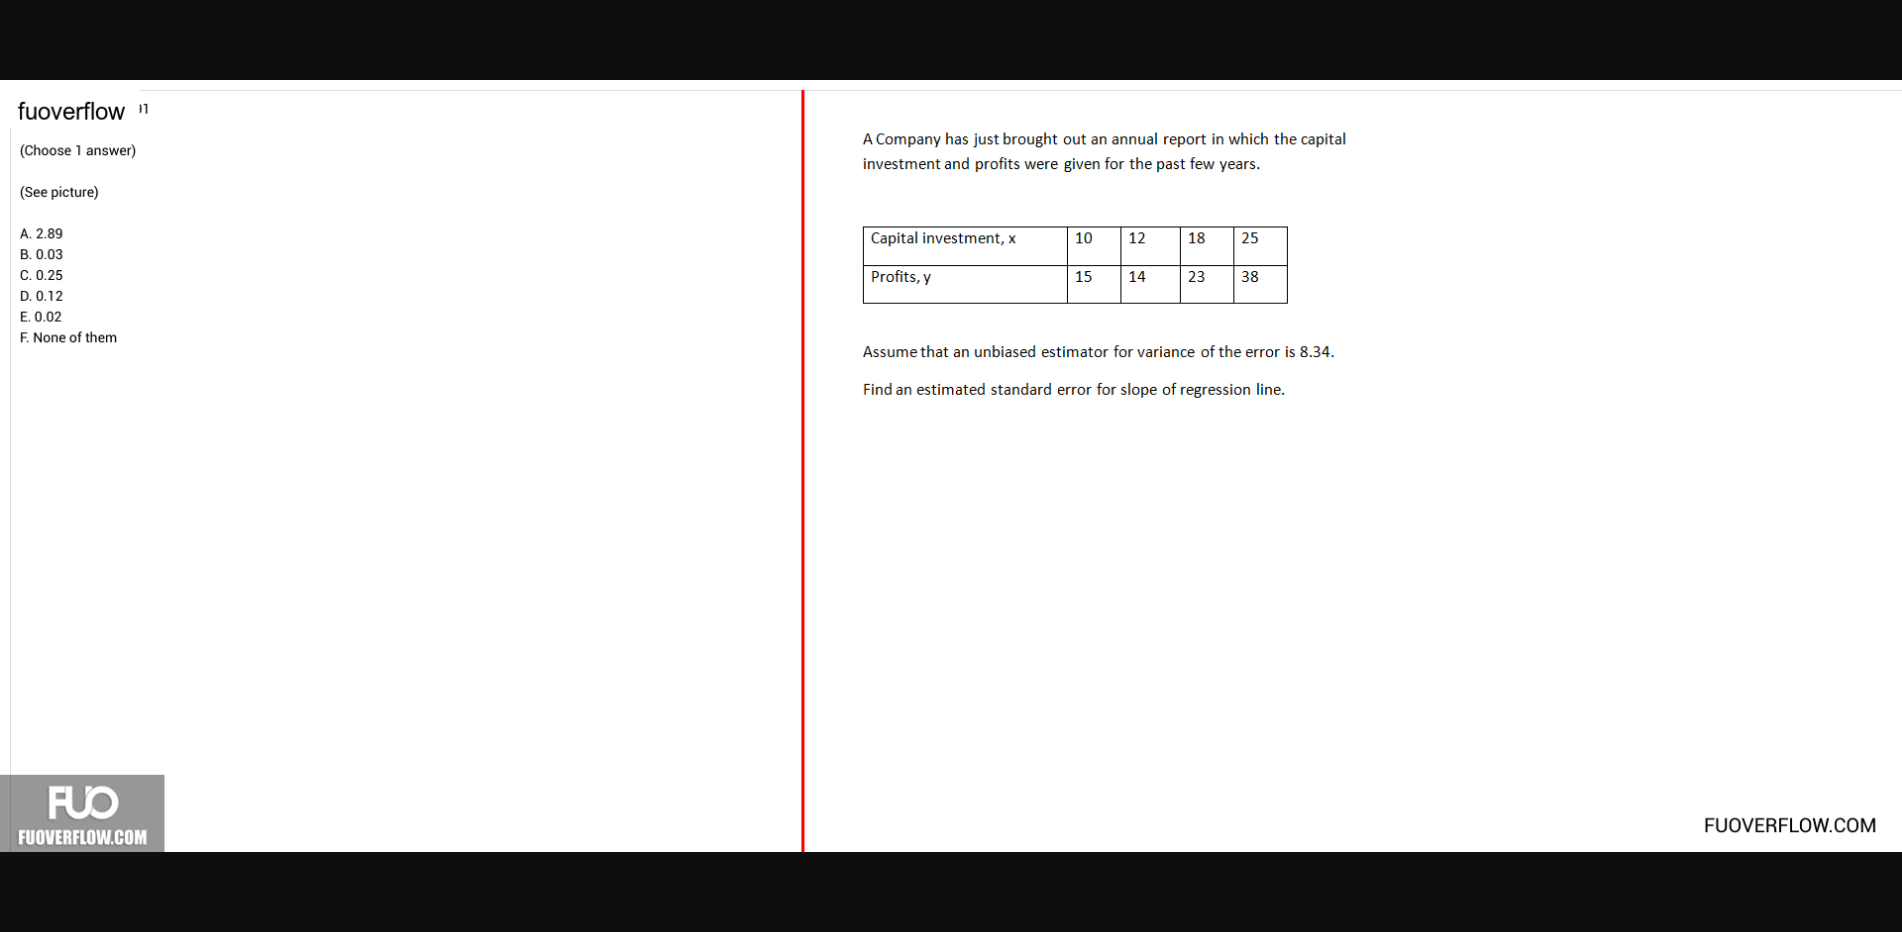 fuoverflow
(Choose 1 answer)
(See picture)
A. 2.89
B. 0.03
C. 0.25
D. 0.12
E. 0.02
F. None of them
A Company has just brought out an annual report in which the capital
investment and profits were given for the past few years.
Capital investment, x 10 12 18 25
Profits, y 15 14 23 38
Assume that an unbiased estimator for variance of the error is 8.34.
Find an estimated standard error for slope of regression line.
FUO
FUOVERFLOW.COM
FUOVERFLOW.COM